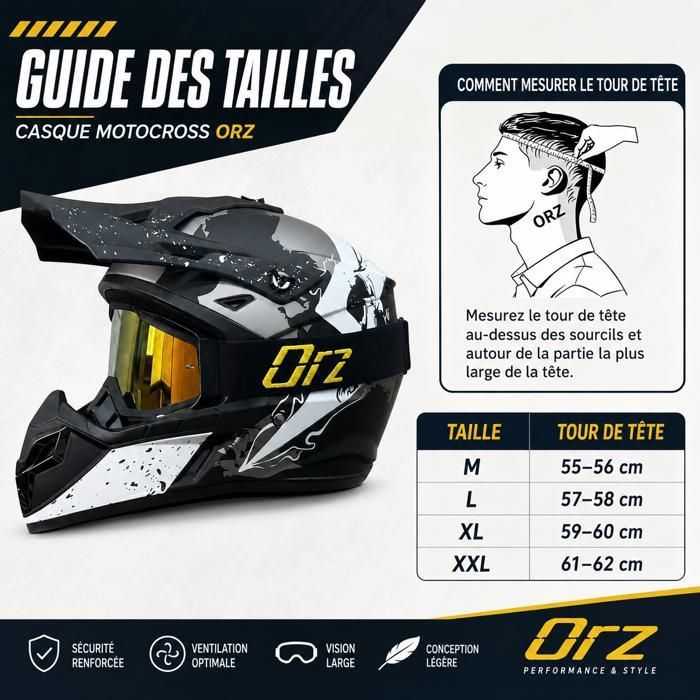 GUIDE DES TAILLES
CASQUE MOTOCROSS ORZ
COMMENT MESURER LE TOUR DE TÊTE
ORZ
Mesurez le tour de tête
au-dessus des sourcils et
autour de la partie la plus
large de la tête.
Orz
TAILLE TOUR DE TÊTE
M 55–56 cm
L 57–58 cm
XL 59–60 cm
XXL 61–62 cm
SÉCURITÉ
RENFORCÉE
VENTILATION
OPTIMALE
VISION
LARGE
CONCEPTION
LÉGÈRE
Orz
PERFORMANCE & STYLE